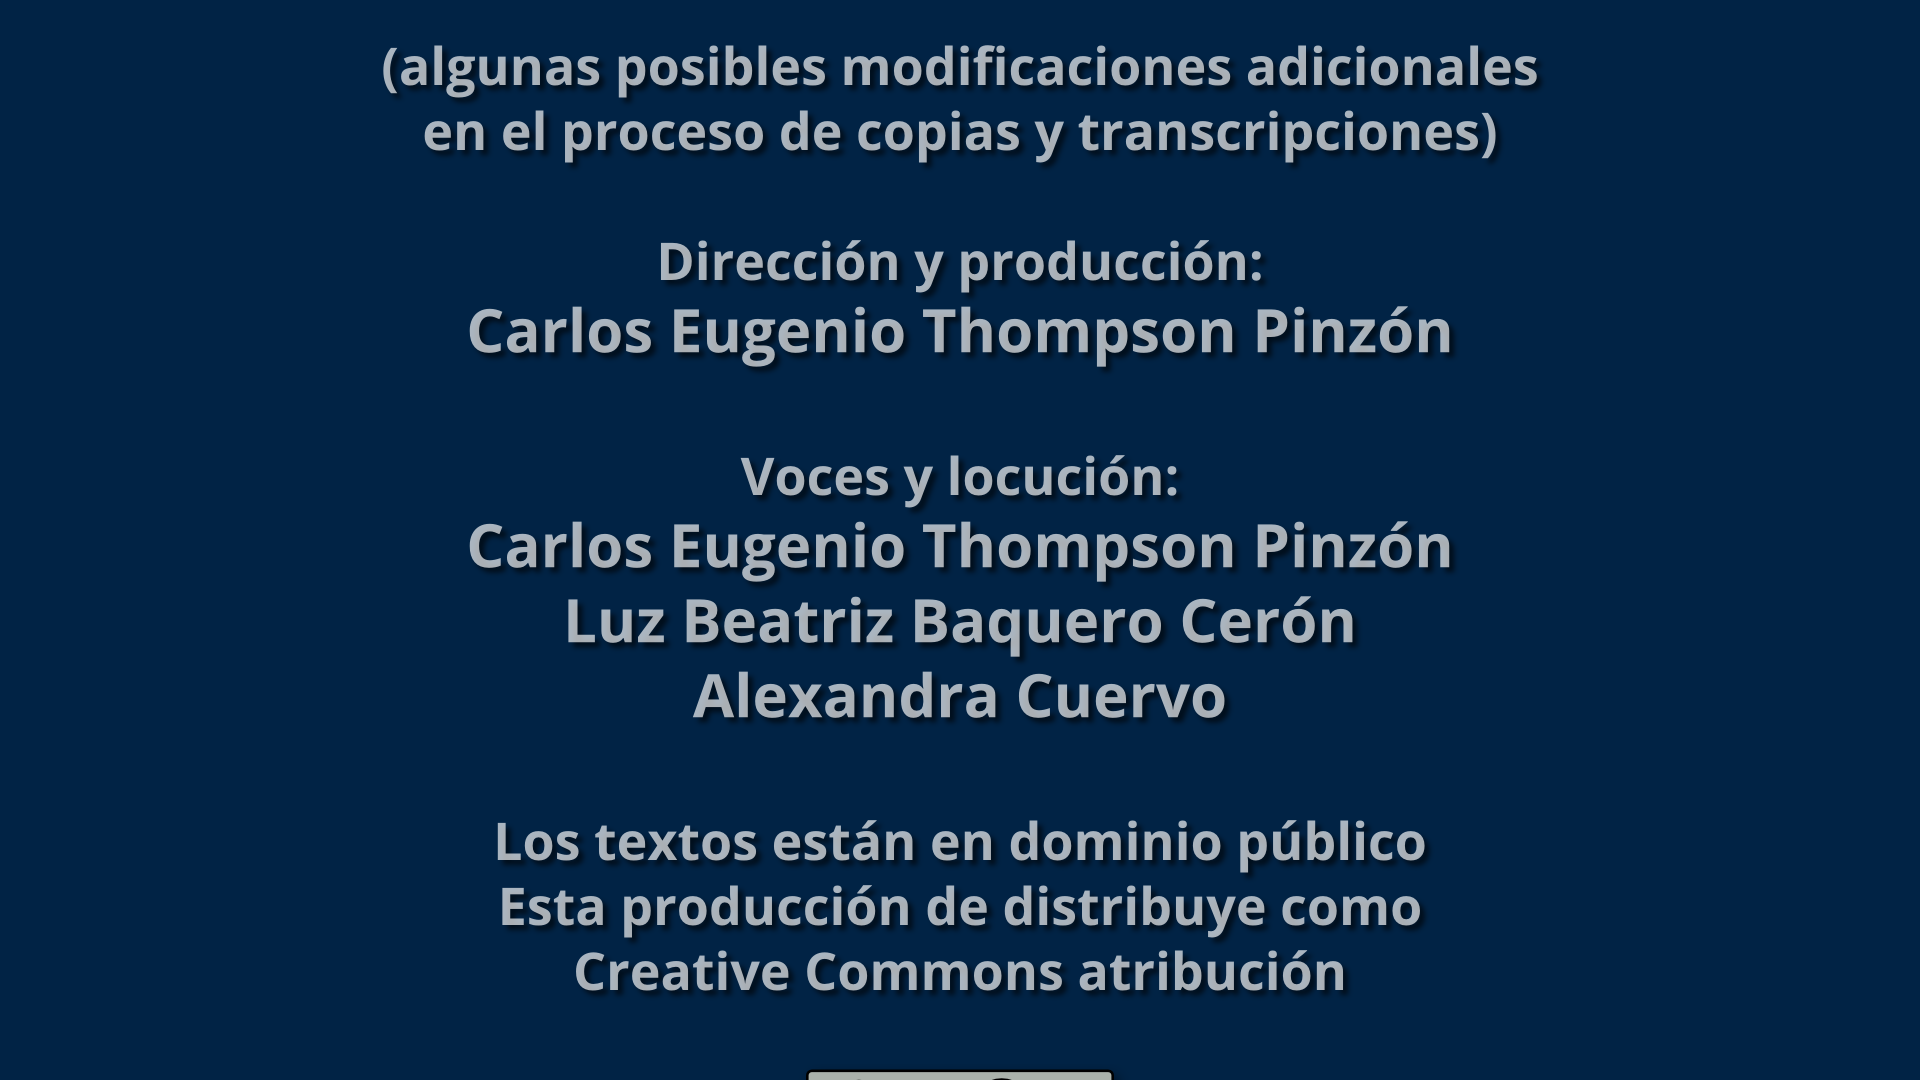 (algunas posibles modificaciones adicionales
en el proceso de copias y transcripciones)
Dirección y producción:
Carlos Eugenio Thompson Pinzón
Voces y locución:
Carlos Eugenio Thompson Pinzón
Luz Beatriz Baquero Cerón
Alexandra Cuervo
Los textos están en dominio público
Esta producción de distribuye como
Creative Commons atribución